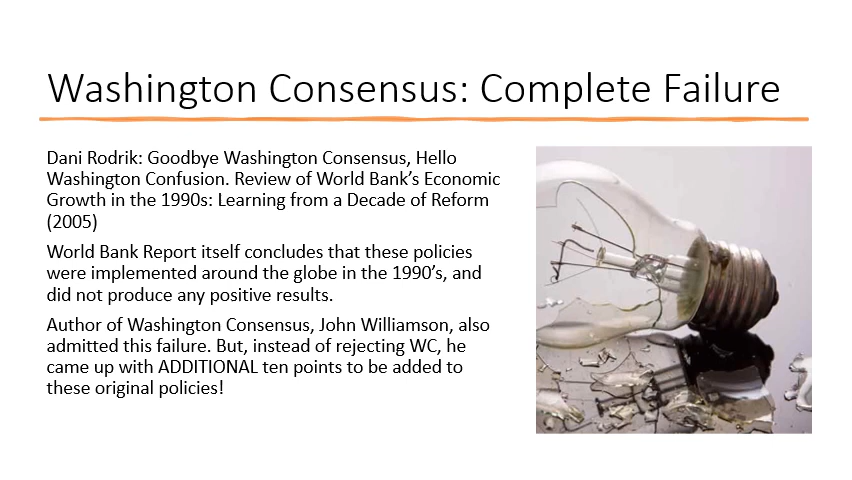 Washington Consensus: Complete Failure
Dani Rodrik: Goodbye Washington Consensus, Hello
Washington Confusion. Review of World Bank’s Economic
Growth in the 1990s: Learning from a Decade of Reform
(2005)
World Bank Report itself concludes that these policies
were implemented around the globe in the 1990’s, and
did not produce any positive results.
Author of Washington Consensus, John Williamson, also
admitted this failure. But, instead of rejecting WC, he
came up with ADDITIONAL ten points to be added to
these original policies!